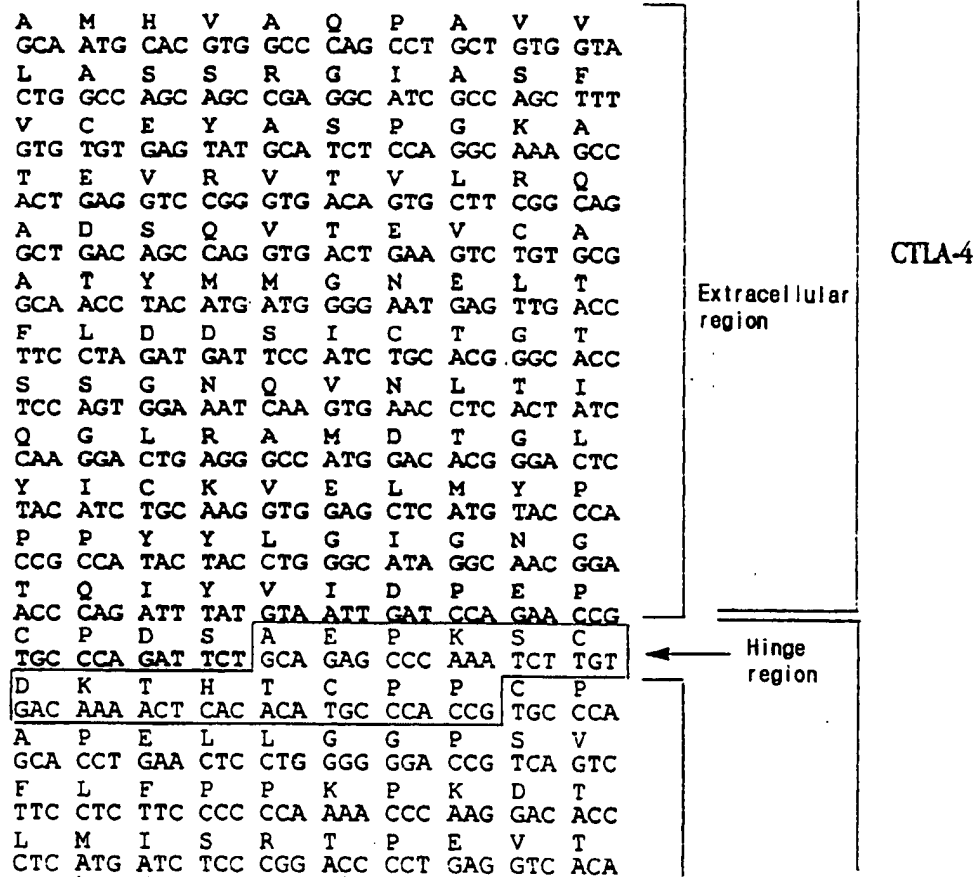 A M H V A Q P A V V
GCA ATG CAC GTG GCC CAG CCT GCT GTG GTA
L A S S R G I A S F
CTG GCC AGC AGC CGA GGC ATC GCC AGC TTT
V C E Y A S P G K A
GTG TGT GAG TAT GCA TCT CCA GGC AAA GCC
T E V R V T V L R Q
ACT GAG GTC CGG GTG ACA GTG CTT CGG CAG
A D S Q V T E V C A
GCT GAC AGC CAG GTG ACT GAA GTC TGT GCG
CTLA-4
A T Y M M G N E L T
GCA ACC TAC ATG ATG GGG AAT GAG TTG ACC
Extracellular
region
F L D D S I C T G T
TTC CTA GAT GAT TCC ATC TGC ACG GGC ACC
S S G N Q V N L T I
TCC AGT GGA AAT CAA GTG AAC CTC ACT ATC
Q G L R A M D T G L
CAA GGA CTG AGG GCC ATG GAC ACG GGA CTC
Y I C K V E L M Y P
TAC ATC TGC AAG GTG GAG CTC ATG TAC CCA
P P Y Y L G I G N G
CCG CCA TAC TAC CTG GGC ATA GGC AAC GGA
T Q I Y V I D P E P
ACC CAG ATT TAT GTA ATT GAT CCA GAA CCG
C P D S A E P K S C
TGC CCA GAT TCT GCA GAG CCC AAA TCT TGT
Hinge
region
D K T H T C P P C P
GAC AAA ACT CAC ACA TGC CCA CCG TGC CCA
A P E L L G G P S V
GCA CCT GAA CTC CTG GGG GGA CCG TCA GTC
F L F P P K P K D T
TTC CTC TTC CCC CCA AAA CCC AAG GAC ACC
L M I S R T P E V T
CTC ATG ATC TCC CGG ACC CCT GAG GTC ACA